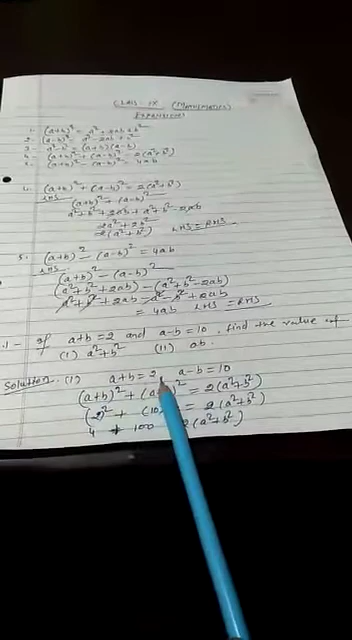 CLASS IX (MATHEMATICS)
EXPANSIONS
1. (a+b)² = a²+2ab+b²
2. (a-b)² = a²-2ab+b²
3. a²-b² = (a+b)(a-b)
4. (a+b)² + (a-b)² = 2(a²+b²)
5. (a+b)² - (a-b)² = 4ab
4. (a+b)² + (a-b)² = 2(a²+b²)
LHS
(a+b)² + (a-b)²
a²+b²+2ab+a²+b²-2ab
2a²+2b²
2(a²+b²) LHS = RHS
5. (a+b)² - (a-b)² = 4ab
LHS
(a+b)² - (a-b)²
(a²+b²+2ab) - (a²+b²-2ab)
a²+b²+2ab-a²-b²+2ab
= 4ab LHS = RHS
.1- If a+b=2 and a-b=10, find the value of
(i) a²+b² (ii) ab.
Solution. (i) a+b=2, a-b=10
(a+b)² + (a-b)² = 2(a²+b²)
(2)² + (10)² = 2(a²+b²)
4 + 100 2(a²+b²)